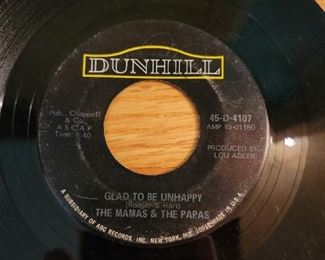 DUNHILL
Pub., Chappell
& Co.
ASCAP
Time: 1:40
45-D-4107
AMP 45-01160
PRODUCED BY
LOU ADLER
GLAD TO BE UNHAPPY
(Rodgers & Hart)
THE MAMAS & THE PAPAS
A SUBSIDIARY OF ABC RECORDS, INC., NEW YORK, N.Y. 10019 MADE IN U.S.A.